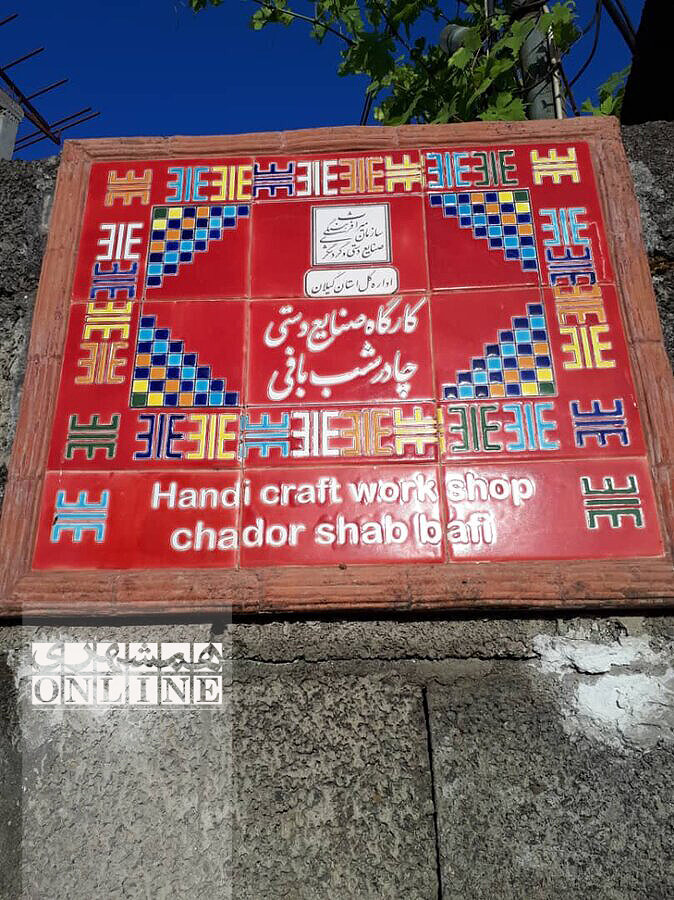 سازمان میراث فرهنگی
صنایع دستی و گردشگری
اداره کل استان گیلان
کارگاه صنایع دستی
چادرشب بافی
Handi craft work shop
chador shab bafi
همشهری
ONLINE